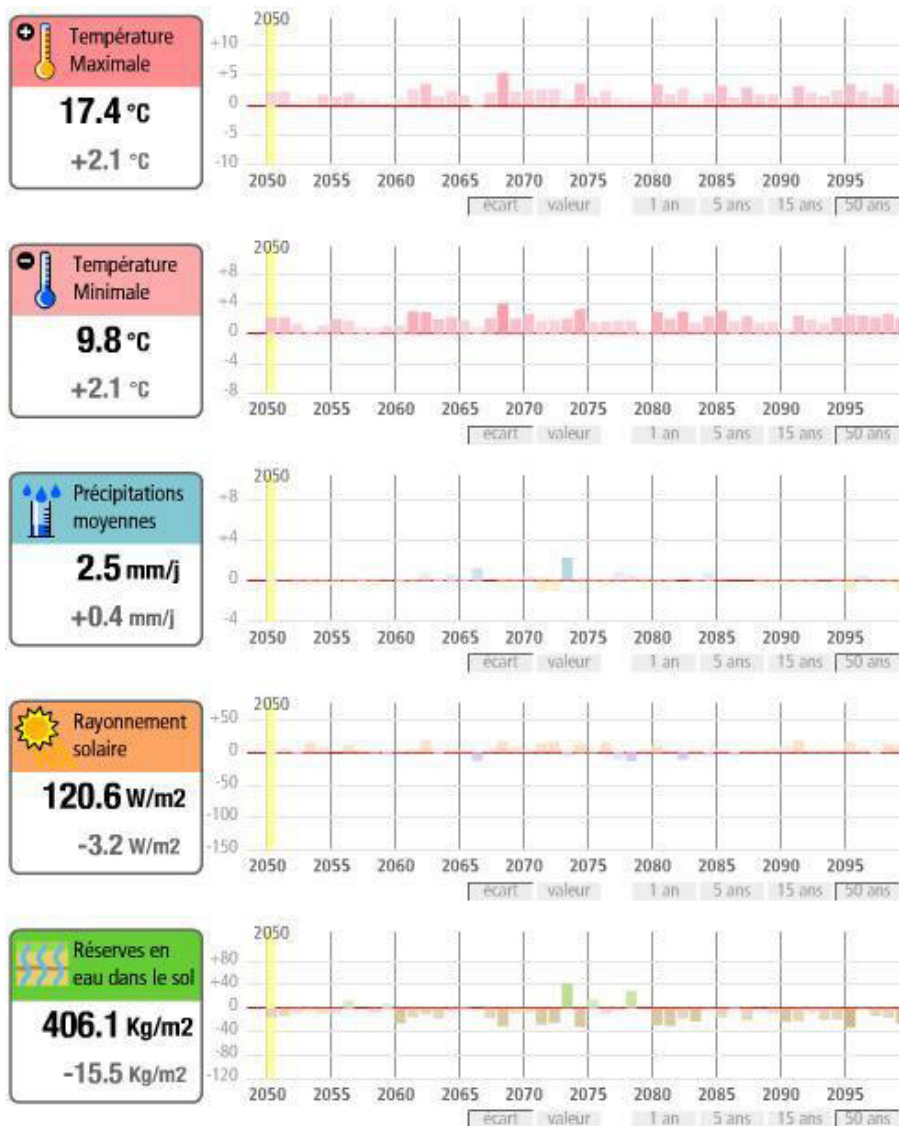 2050
Température
Maximale
17.4 °C
+2.1 °C
+10
+5
0
-5
-10
2050 2055 2060 2065 2070 2075 2080 2085 2090 2095
écart valeur 1 an 5 ans 15 ans 50 ans
2050
Température
Minimale
9.8 °C
+2.1 °C
+8
+4
0
-4
-8
2050 2055 2060 2065 2070 2075 2080 2085 2090 2095
écart valeur 1 an 5 ans 15 ans 50 ans
2050
Précipitations
moyennes
2.5 mm/j
+0.4 mm/j
+8
+4
0
-4
2050 2055 2060 2065 2070 2075 2080 2085 2090 2095
écart valeur 1 an 5 ans 15 ans 50 ans
2050
Rayonnement
solaire
120.6 W/m2
-3.2 W/m2
+50
0
-50
-100
-150
2050 2055 2060 2065 2070 2075 2080 2085 2090 2095
écart valeur 1 an 5 ans 15 ans 50 ans
2050
Réserves en
eau dans le sol
406.1 Kg/m2
-15.5 Kg/m2
+80
+40
0
-40
-80
-120
2050 2055 2060 2065 2070 2075 2080 2085 2090 2095
écart valeur 1 an 5 ans 15 ans 50 ans